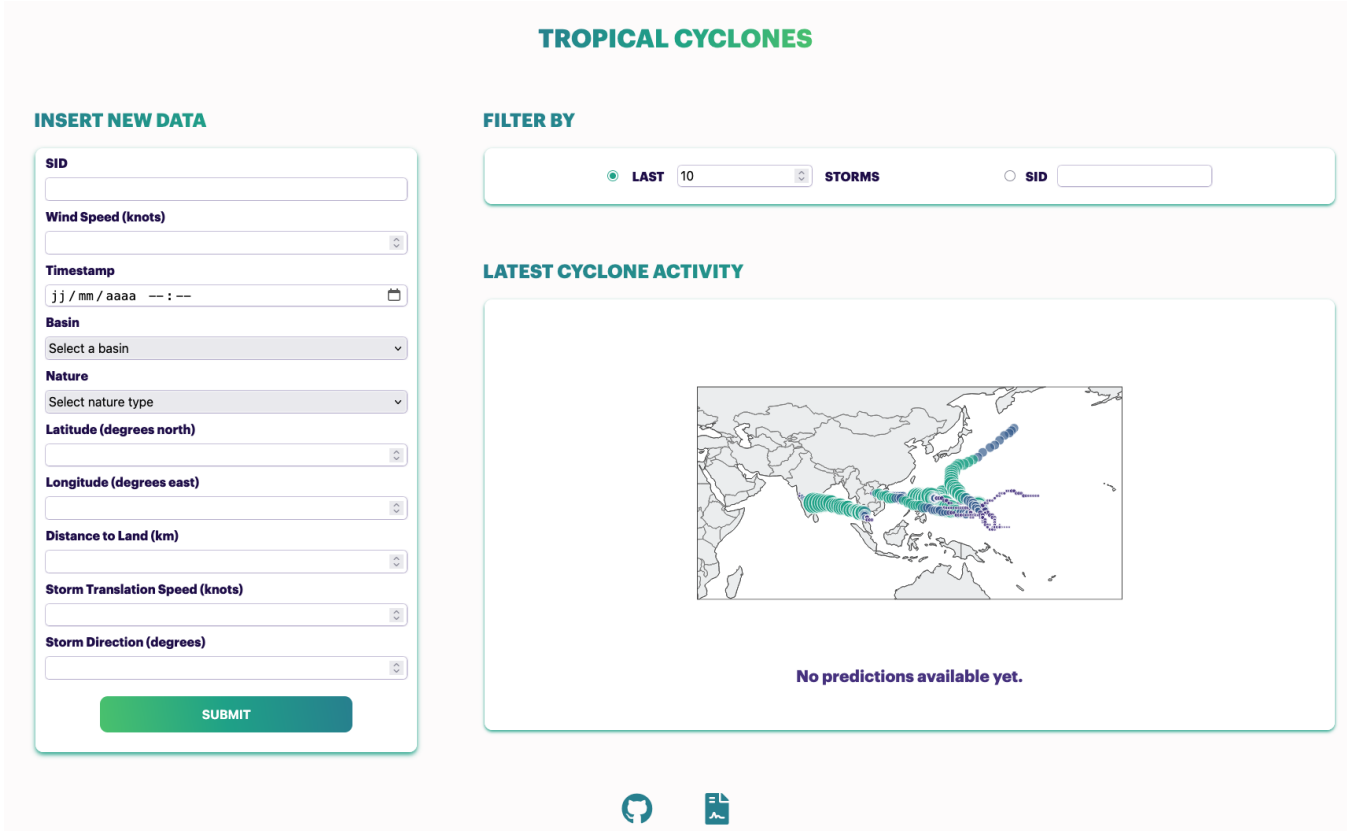 TROPICAL CYCLONES
INSERT NEW DATA
SID
Wind Speed (knots)
Timestamp
jj/mm/aaaa --:--
Basin
Select a basin
Nature
Select nature type
Latitude (degrees north)
Longitude (degrees east)
Distance to Land (km)
Storm Translation Speed (knots)
Storm Direction (degrees)
SUBMIT
FILTER BY
LAST 10 STORMS SID
LATEST CYCLONE ACTIVITY
No predictions available yet.